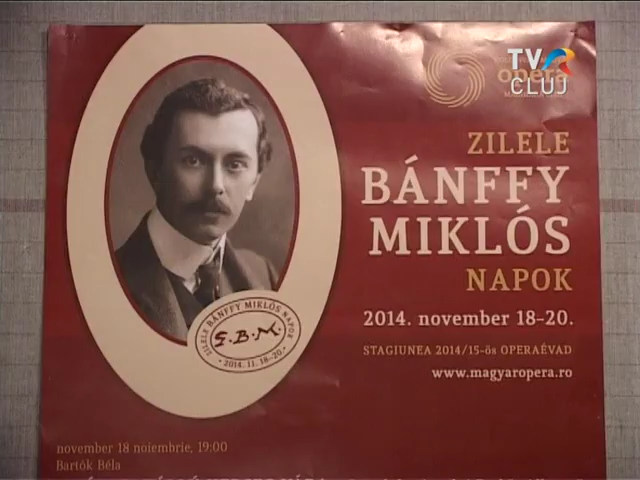 TVR
CLUJ
opera
ZILELE
BÁNFFY
MIKLÓS
NAPOK
2014. november 18-20.
STAGIUNEA 2014/15-ös OPERAÉVAD
www.magyaropera.ro
ZILELE BÁNFFY MIKLÓS NAPOK
G.B.M.
• 2014. 11. 18-20. •
november 18 noiembrie, 19:00
Bartók Béla